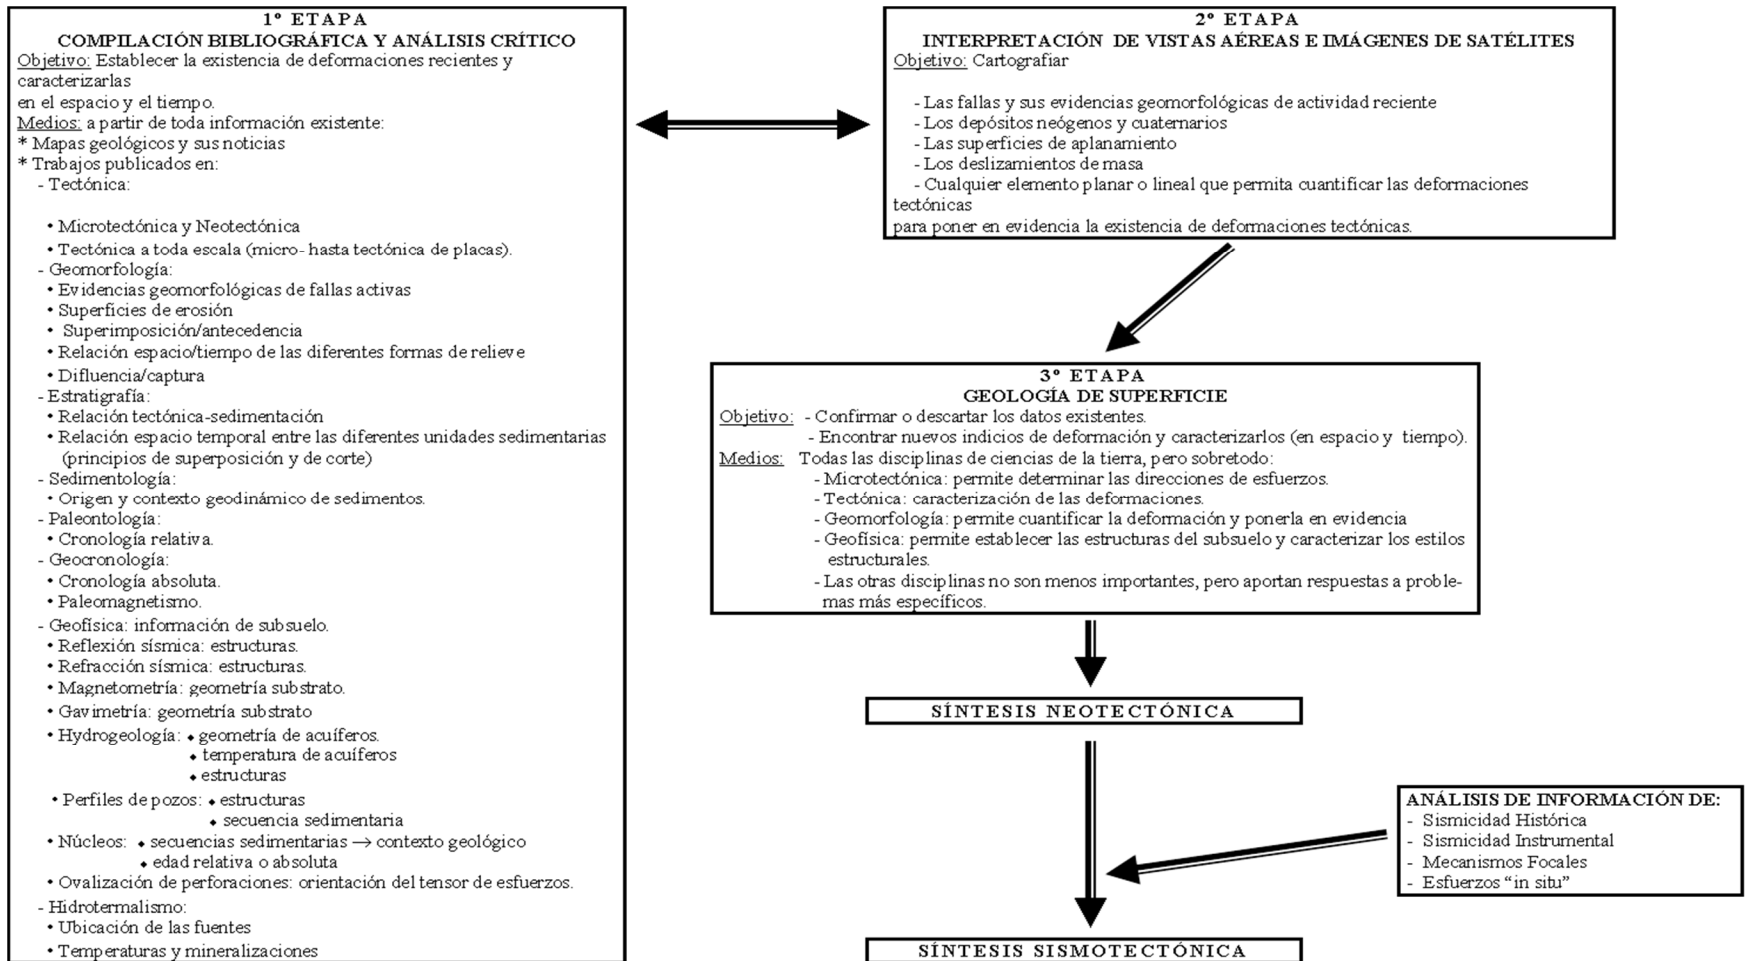 1º ETAPA
COMPILACIÓN BIBLIOGRÁFICA Y ANÁLISIS CRÍTICO
Objetivo: Establecer la existencia de deformaciones recientes y
caracterizarlas
en el espacio y el tiempo.
Medios: a partir de toda información existente:
* Mapas geológicos y sus noticias
* Trabajos publicados en:
- Tectónica:
• Microtectónica y Neotectónica
• Tectónica a toda escala (micro- hasta tectónica de placas).
- Geomorfología:
• Evidencias geomorfológicas de fallas activas
• Superficies de erosión
• Superimposición/antecedencia
• Relación espacio/tiempo de las diferentes formas de relieve
• Difluencia/captura
- Estratigrafía:
• Relación tectónica-sedimentación
• Relación espacio temporal entre las diferentes unidades sedimentarias
(principios de superposición y de corte)
- Sedimentología:
• Origen y contexto geodinámico de sedimentos.
- Paleontología:
• Cronología relativa.
- Geocronología:
• Cronología absoluta.
• Paleomagnetismo.
- Geofísica: información de subsuelo.
• Reflexión sísmica: estructuras.
• Refracción sísmica: estructuras.
• Magnetometría: geometría substrato.
• Gavimetría: geometría substrato
• Hydrogeología: ⬥ geometría de acuíferos.
⬥ temperatura de acuíferos
⬥ estructuras
• Perfiles de pozos: ⬥ estructuras
⬥ secuencia sedimentaria
• Núcleos: ⬥ secuencias sedimentarias → contexto geológico
⬥ edad relativa o absoluta
• Ovalización de perforaciones: orientación del tensor de esfuerzos.
- Hidrotermalismo:
• Ubicación de las fuentes
• Temperaturas y mineralizaciones
2º ETAPA
INTERPRETACIÓN DE VISTAS AÉREAS E IMÁGENES DE SATÉLITES
Objetivo: Cartografiar
- Las fallas y sus evidencias geomorfológicas de actividad reciente
- Los depósitos neógenos y cuaternarios
- Las superficies de aplanamiento
- Los deslizamientos de masa
- Cualquier elemento planar o lineal que permita cuantificar las deformaciones
tectónicas
para poner en evidencia la existencia de deformaciones tectónicas.
3º ETAPA
GEOLOGÍA DE SUPERFICIE
Objetivo: - Confirmar o descartar los datos existentes.
- Encontrar nuevos indicios de deformación y caracterizarlos (en espacio y tiempo).
Medios: Todas las disciplinas de ciencias de la tierra, pero sobretodo:
- Microtectónica: permite determinar las direcciones de esfuerzos.
- Tectónica: caracterización de las deformaciones.
- Geomorfología: permite cuantificar la deformación y ponerla en evidencia
- Geofísica: permite establecer las estructuras del subsuelo y caracterizar los estilos
estructurales.
- Las otras disciplinas no son menos importantes, pero aportan respuestas a proble-
mas más específicos.
SÍNTESIS NEOTECTÓNICA
ANÁLISIS DE INFORMACIÓN DE:
- Sismicidad Histórica
- Sismicidad Instrumental
- Mecanismos Focales
- Esfuerzos “in situ”
SÍNTESIS SISMOTECTÓNICA